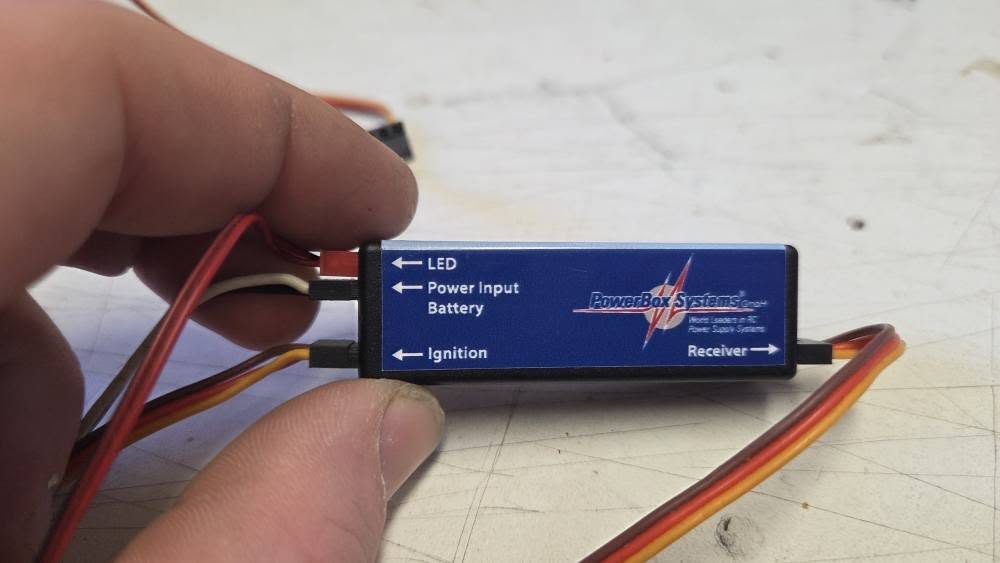 LED
Power Input
Battery
Ignition
PowerBox Systems® GmbH
World Leaders in RC
Power Supply Systems
Receiver